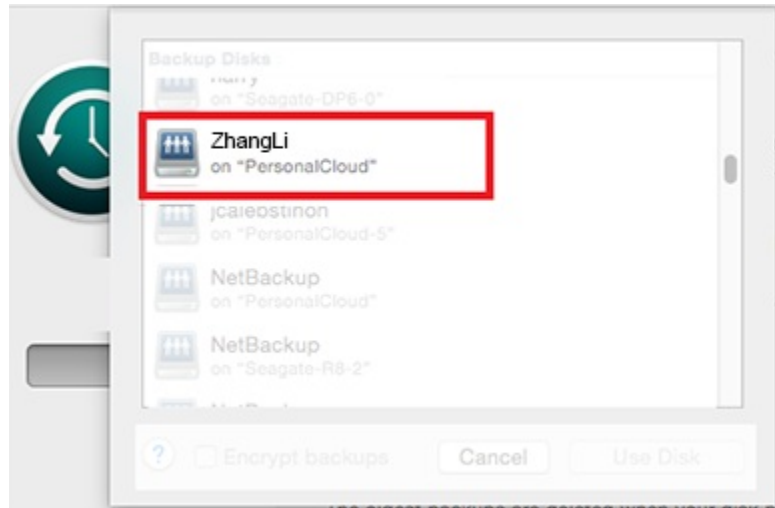 Backup Disks
on "Seagate-DP6-0"
ZhangLi
on "PersonalCloud"
jcalebstinon
on "PersonalCloud-5"
NetBackup
on "PersonalCloud"
NetBackup
on "Seagate-R8-2"
? Encrypt backups Cancel Use Disk